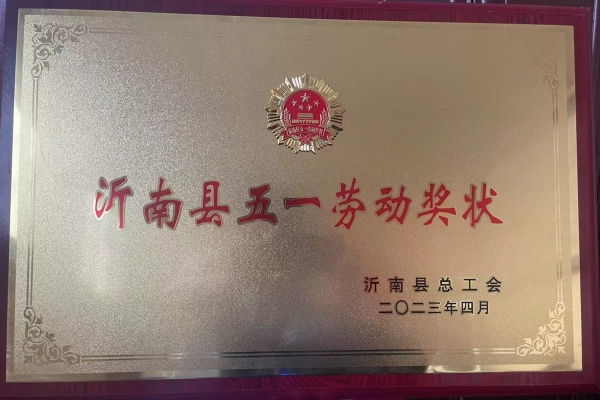 沂南县五一劳动奖状
沂南县总工会
二〇二三年四月